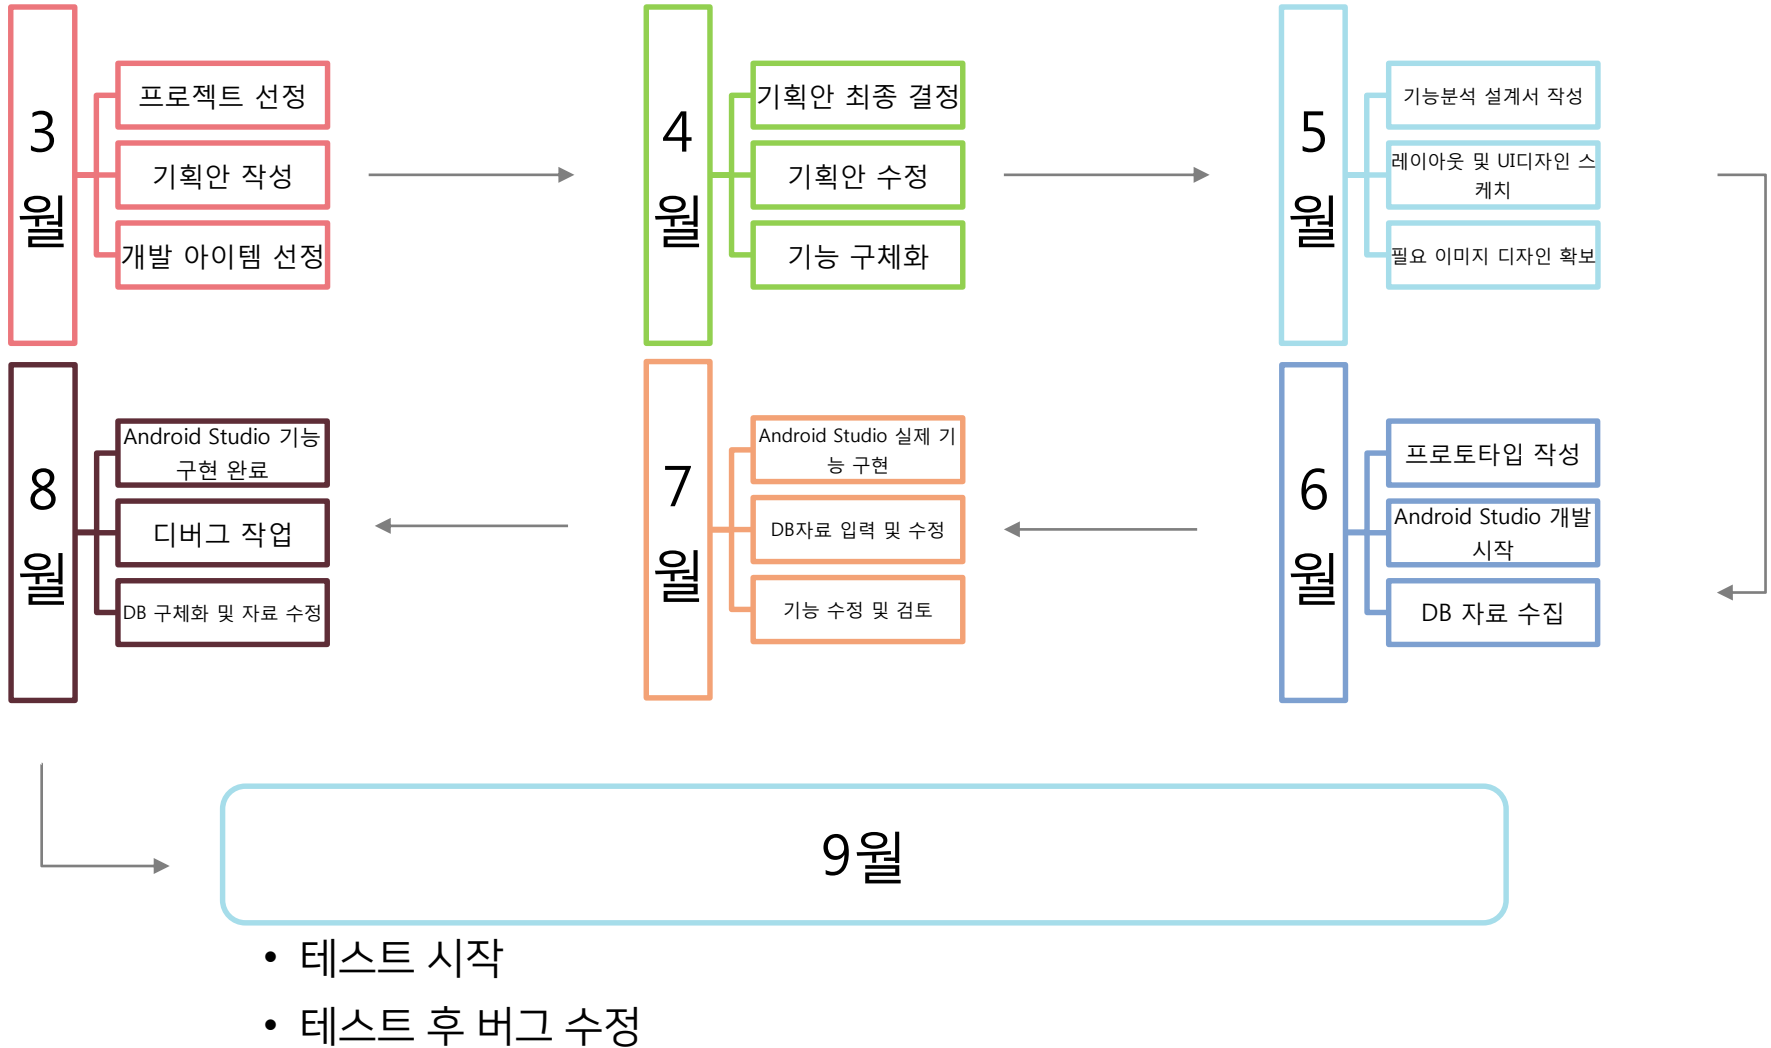 3
월
프로젝트 선정
기획안 작성
개발 아이템 선정
4
월
기획안 최종 결정
기획안 수정
기능 구체화
5
월
기능분석 설계서 작성
레이아웃 및 UI디자인 스
케치
필요 이미지 디자인 확보
6
월
프로토타입 작성
Android Studio 개발
시작
DB 자료 수집
7
월
Android Studio 실제 기
능 구현
DB자료 입력 및 수정
기능 수정 및 검토
8
월
Android Studio 기능
구현 완료
디버그 작업
DB 구체화 및 자료 수정
9월
• 테스트 시작
• 테스트 후 버그 수정